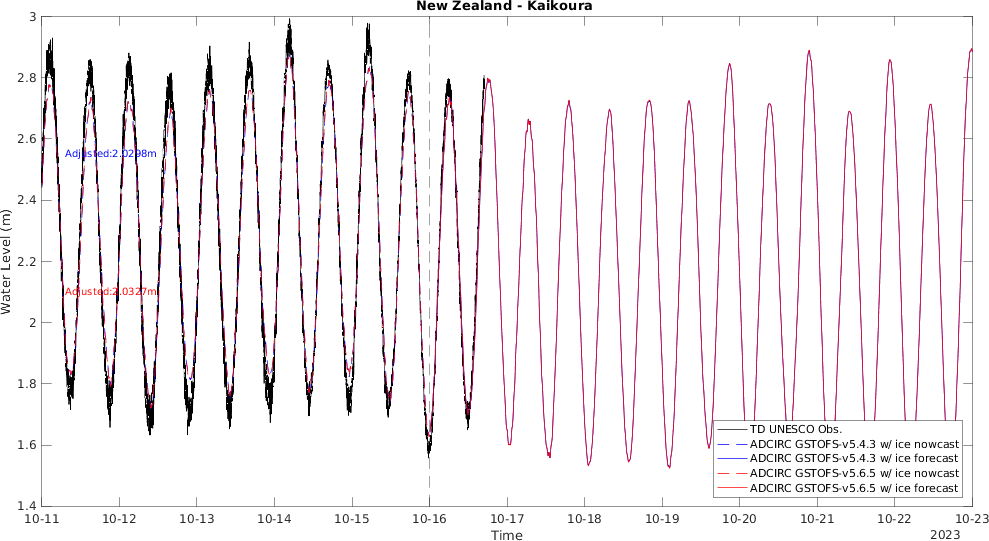 New Zealand - Kaikoura
3
2.8
2.6
2.4
2.2
2
1.8
1.6
1.4
Water Level (m)
Adjusted:2.0298m
Adjusted:2.0327m
TD UNESCO Obs.
ADCIRC GSTOFS-v5.4.3 w/ ice nowcast
ADCIRC GSTOFS-v5.4.3 w/ ice forecast
ADCIRC GSTOFS-v5.6.5 w/ ice nowcast
ADCIRC GSTOFS-v5.6.5 w/ ice forecast
10-11 10-12 10-13 10-14 10-15 10-16 10-17 10-18 10-19 10-20 10-21 10-22 10-23
Time
2023